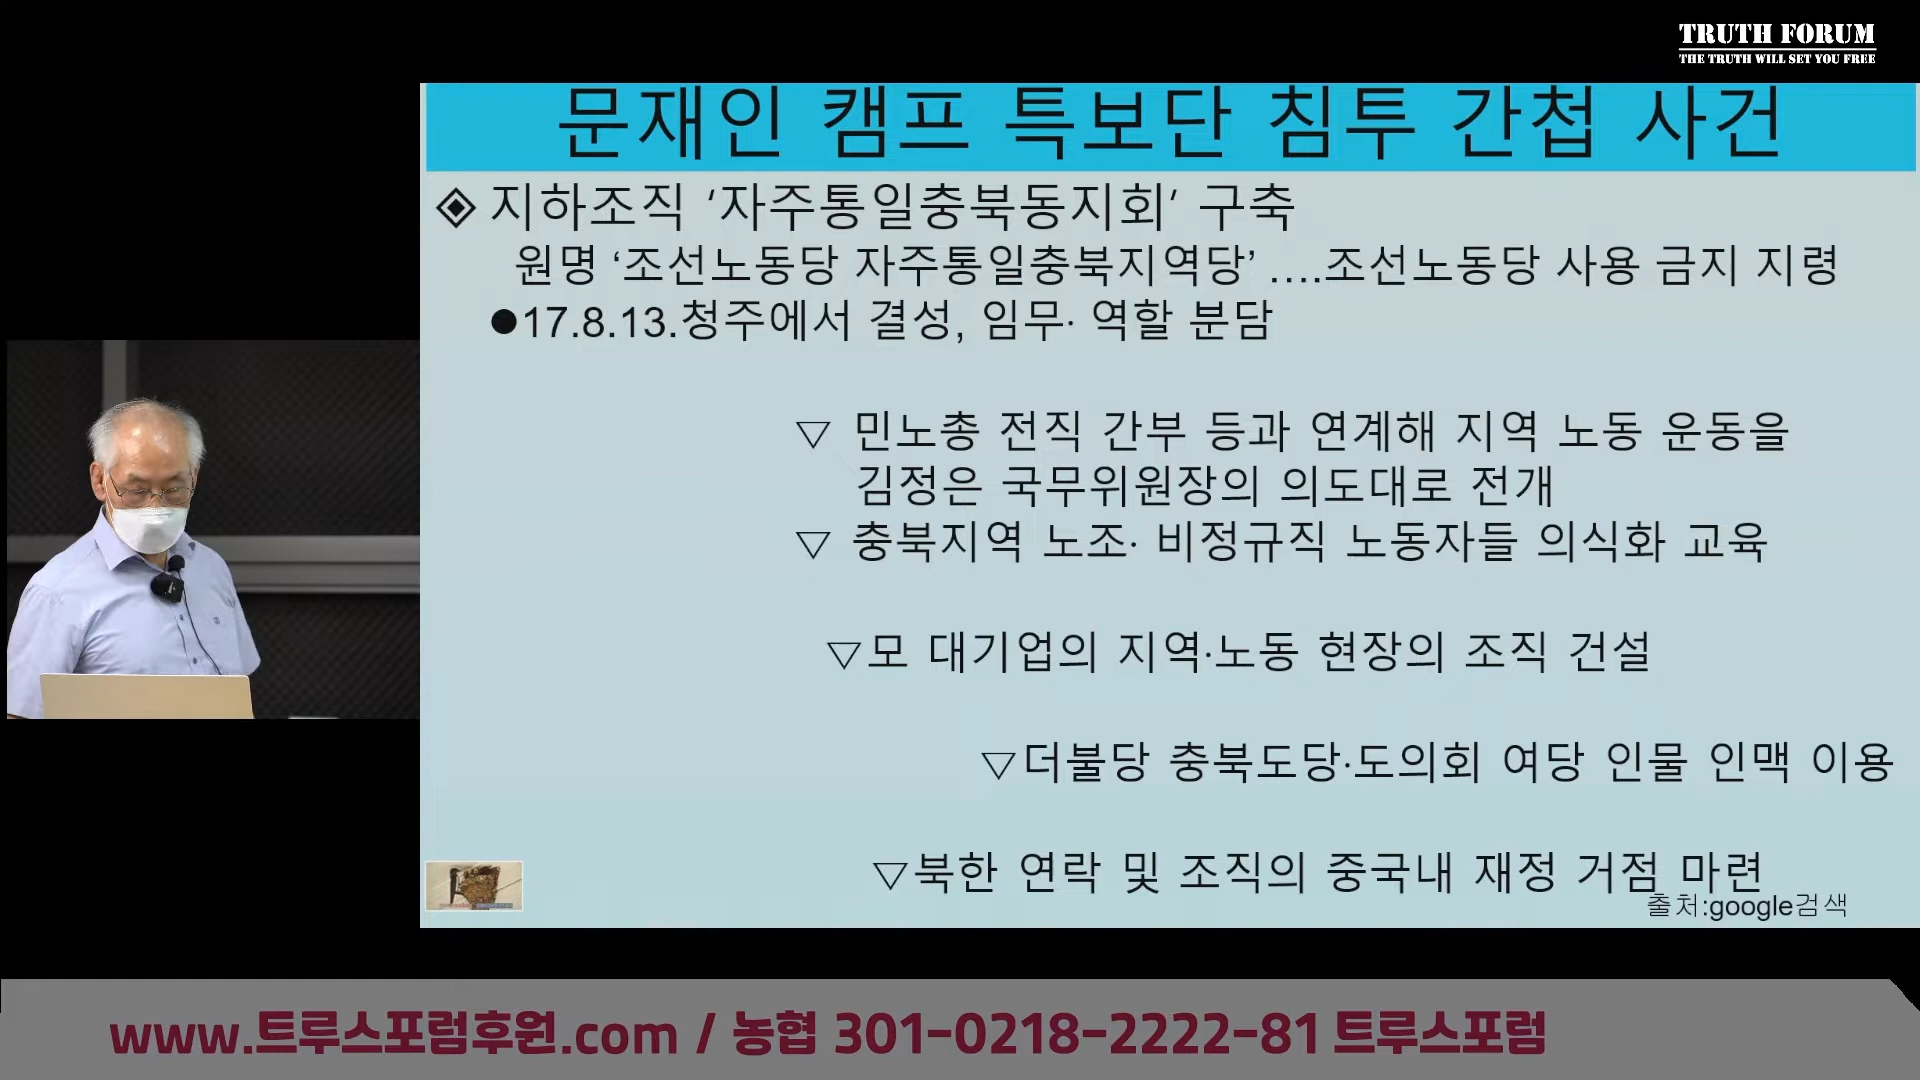 TRUTH FORUM
THE TRUTH WILL SET YOU FREE
문재인 캠프 특보단 침투 간첩 사건
◈ 지하조직 ‘자주통일충북동지회’ 구축
원명 ‘조선노동당 자주통일충북지역당’ ....조선노동당 사용 금지 지령
●17.8.13.청주에서 결성, 임무· 역할 분담
▽ 민노총 전직 간부 등과 연계해 지역 노동 운동을
김정은 국무위원장의 의도대로 전개
▽ 충북지역 노조· 비정규직 노동자들 의식화 교육
▽모 대기업의 지역·노동 현장의 조직 건설
▽더불당 충북도당·도의회 여당 인물 인맥 이용
▽북한 연락 및 조직의 중국내 재정 거점 마련
출처:google검색
www.트루스포럼후원.com / 농협 301-0218-2222-81 트루스포럼